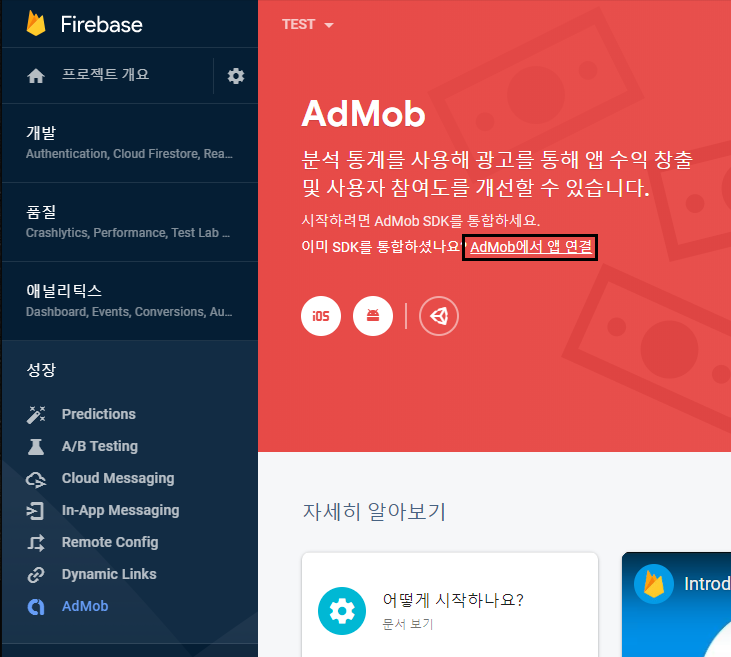 Firebase
프로젝트 개요
개발
Authentication, Cloud Firestore, Rea...
품질
Crashlytics, Performance, Test Lab ...
애널리틱스
Dashboard, Events, Conversions, Au...
성장
Predictions
A/B Testing
Cloud Messaging
In-App Messaging
Remote Config
Dynamic Links
AdMob
TEST
AdMob
분석 통계를 사용해 광고를 통해 앱 수익 창출
및 사용자 참여도를 개선할 수 있습니다.
시작하려면 AdMob SDK를 통합하세요.
이미 SDK를 통합하셨나요? AdMob에서 앱 연결
iOS
자세히 알아보기
어떻게 시작하나요?
문서 보기
Introd